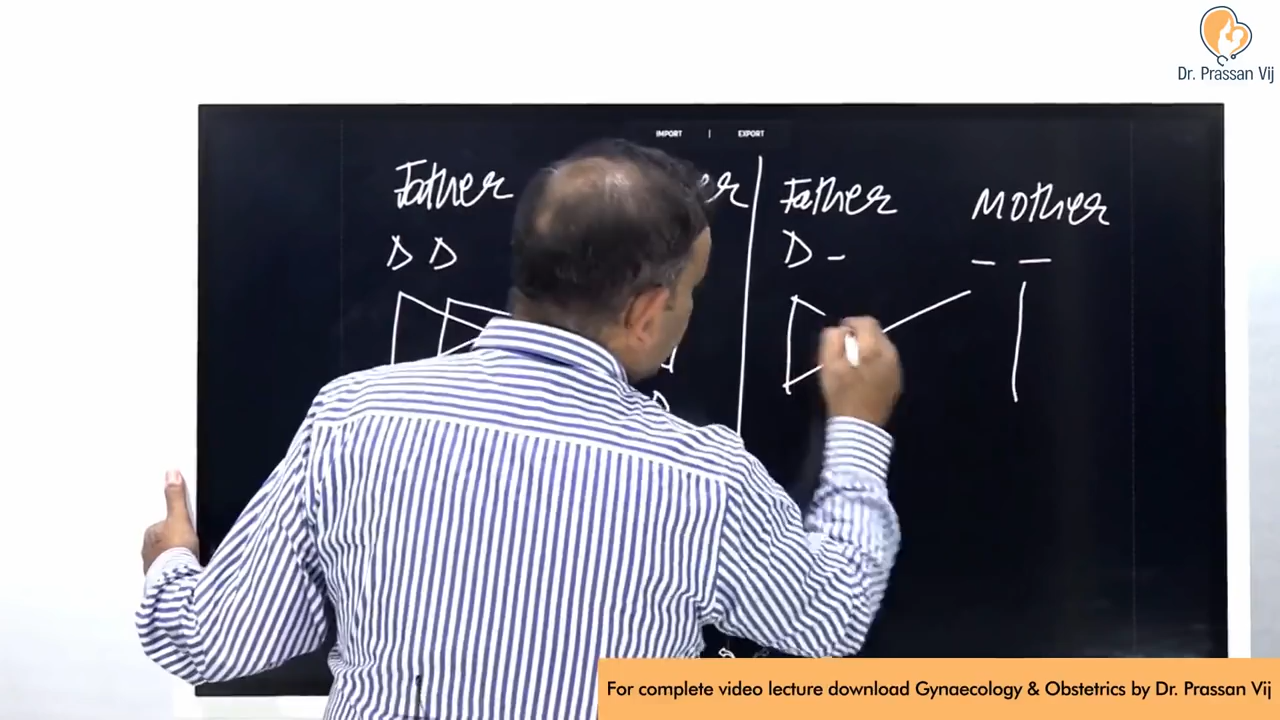 Dr. Prassan Vij
IMPORT | EXPORT
Father er Father Mother
D D D - - -
For complete video lecture download Gynaecology & Obstetrics by Dr. Prassan Vij